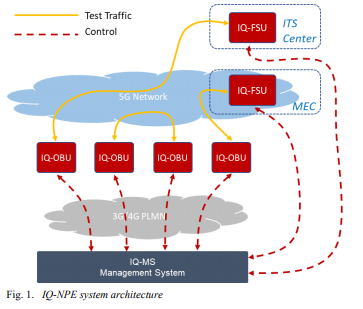 Test Traffic
Control
IQ-FSU
ITS
Center
IQ-FSU
MEC
5G Network
IQ-OBU
IQ-OBU
IQ-OBU
IQ-OBU
3G/4G PLMN
IQ-MS
Management System
Fig. 1. IQ-NPE system architecture